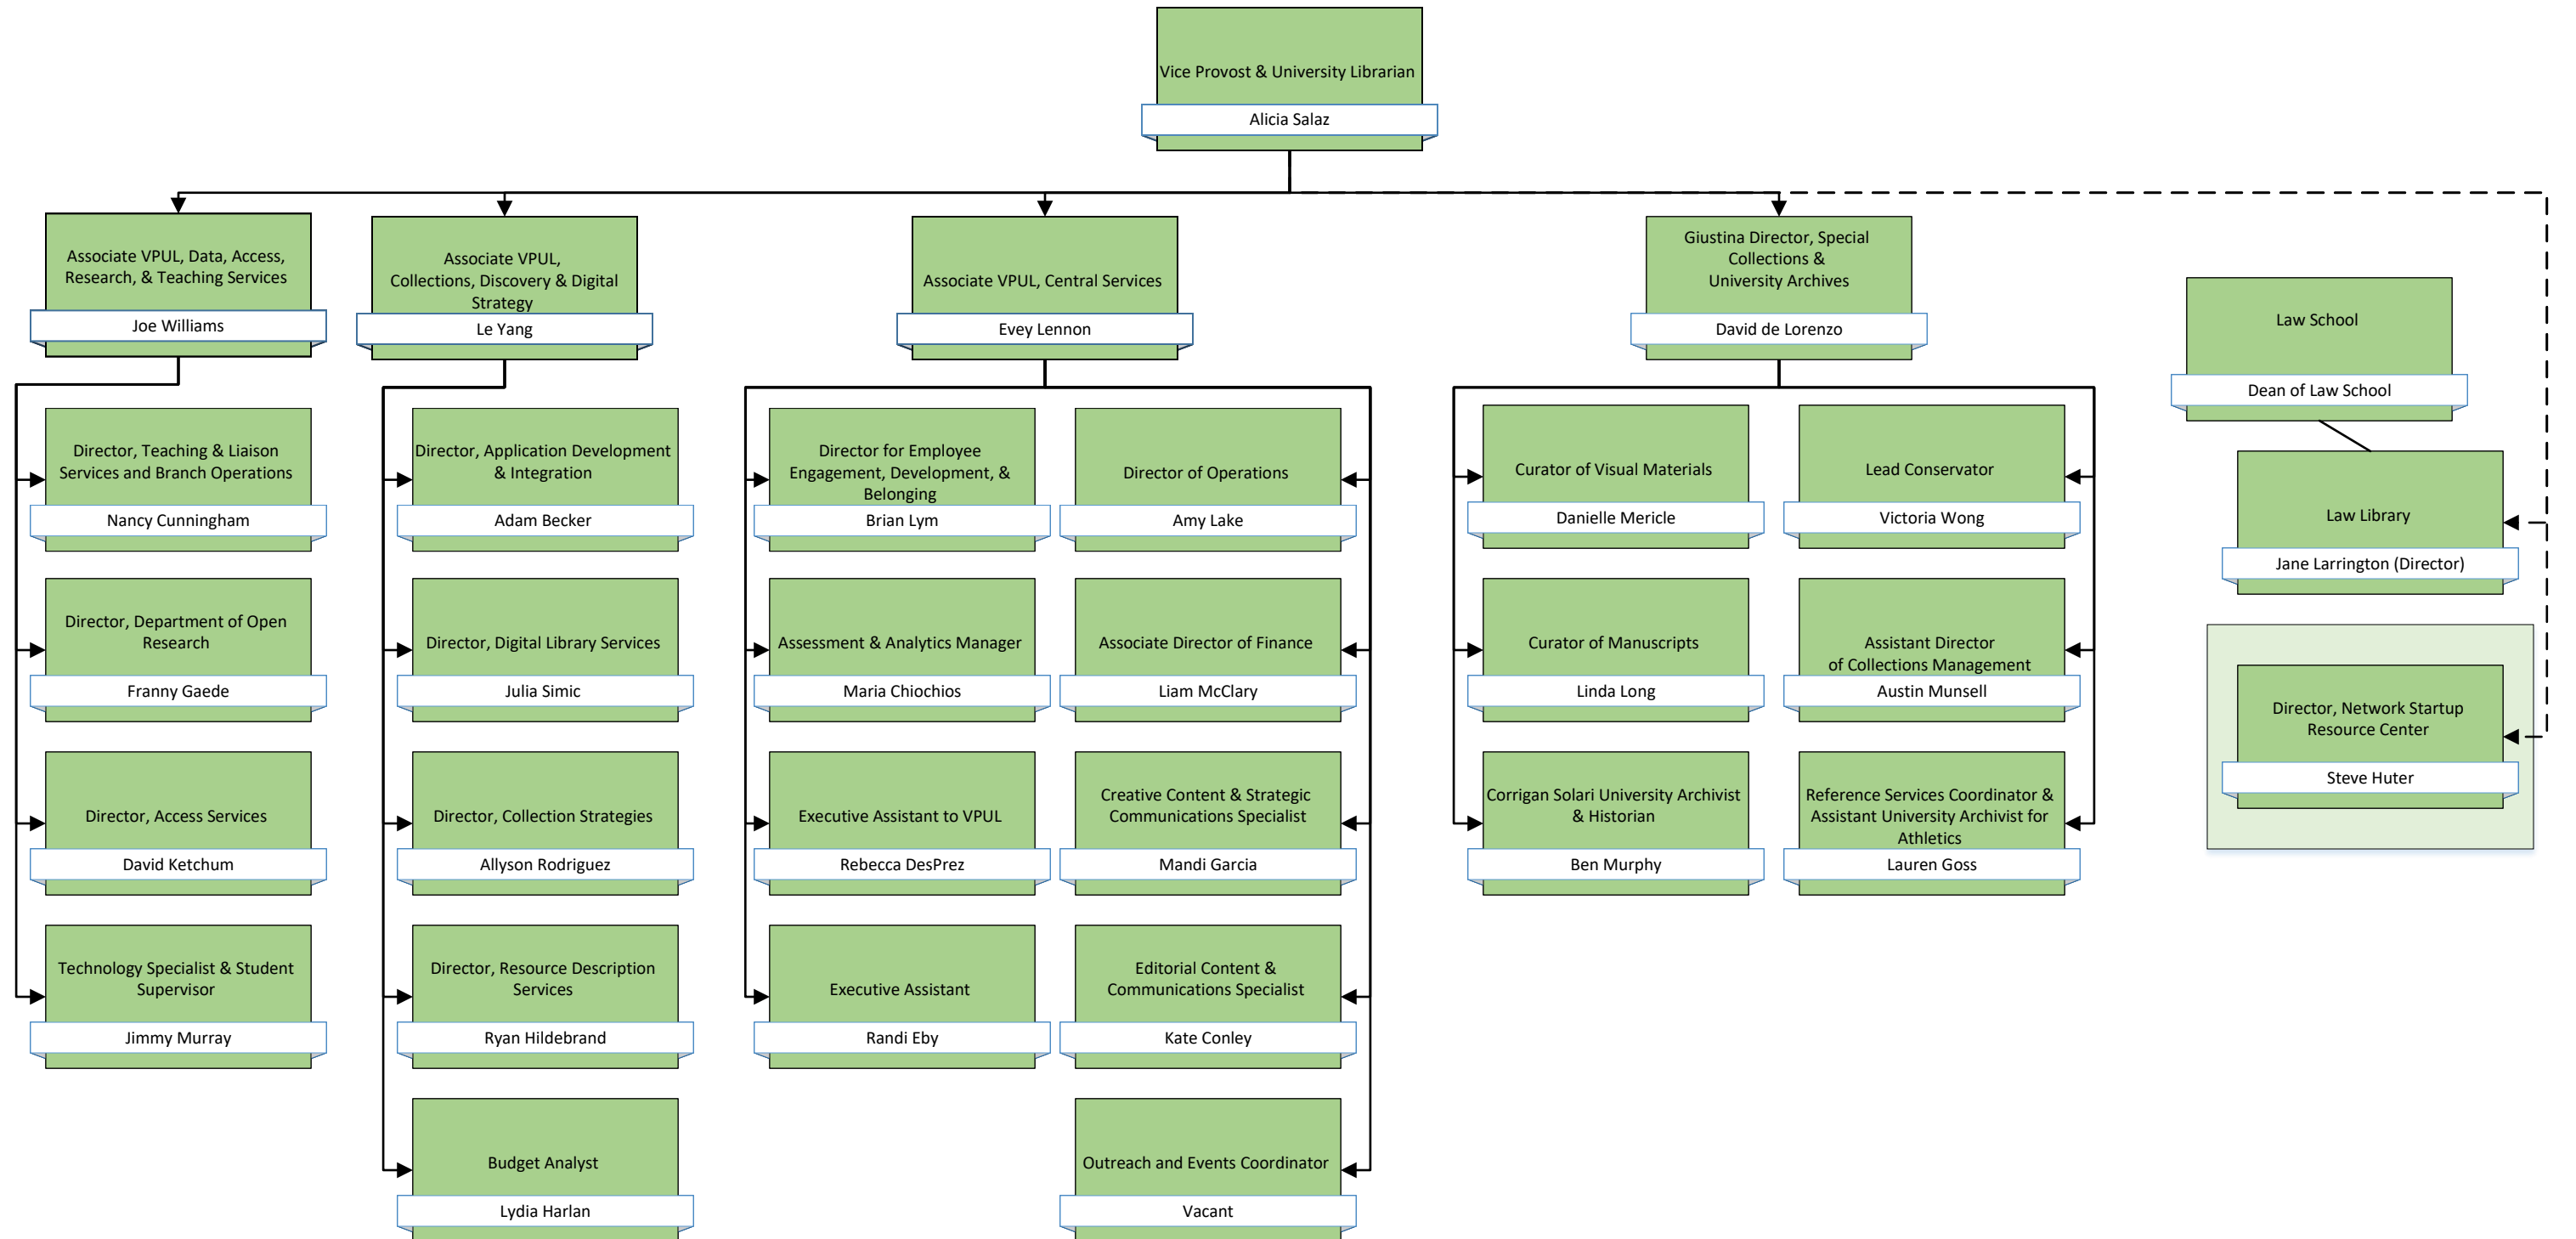 Vice Provost & University Librarian
Alicia Salaz
Associate VPUL, Data, Access,
Research, & Teaching Services
Joe Williams
Associate VPUL,
Collections, Discovery & Digital
Strategy
Le Yang
Associate VPUL, Central Services
Evey Lennon
Giustina Director, Special
Collections &
University Archives
David de Lorenzo
Law School
Dean of Law School
Director, Teaching & Liaison
Services and Branch Operations
Nancy Cunningham
Director, Department of Open
Research
Franny Gaede
Director, Access Services
David Ketchum
Technology Specialist & Student
Supervisor
Jimmy Murray
Director, Application Development
& Integration
Adam Becker
Director, Digital Library Services
Julia Simic
Director, Collection Strategies
Allyson Rodriguez
Director, Resource Description
Services
Ryan Hildebrand
Budget Analyst
Lydia Harlan
Director for Employee
Engagement, Development, &
Belonging
Brian Lym
Assessment & Analytics Manager
Maria Chiochios
Executive Assistant to VPUL
Rebecca DesPrez
Executive Assistant
Randi Eby
Director of Operations
Amy Lake
Associate Director of Finance
Liam McClary
Creative Content & Strategic
Communications Specialist
Mandi Garcia
Editorial Content &
Communications Specialist
Kate Conley
Outreach and Events Coordinator
Vacant
Curator of Visual Materials
Danielle Mericle
Curator of Manuscripts
Linda Long
Corrigan Solari University Archivist
& Historian
Ben Murphy
Lead Conservator
Victoria Wong
Assistant Director
of Collections Management
Austin Munsell
Reference Services Coordinator &
Assistant University Archivist for
Athletics
Lauren Goss
Law Library
Jane Larrington (Director)
Director, Network Startup
Resource Center
Steve Huter